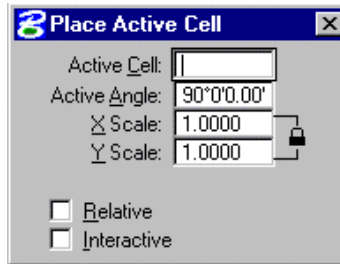 Place Active Cell
Active Cell:
Active Angle: 90°0'0.00'
X Scale: 1.0000
Y Scale: 1.0000
Relative
Interactive